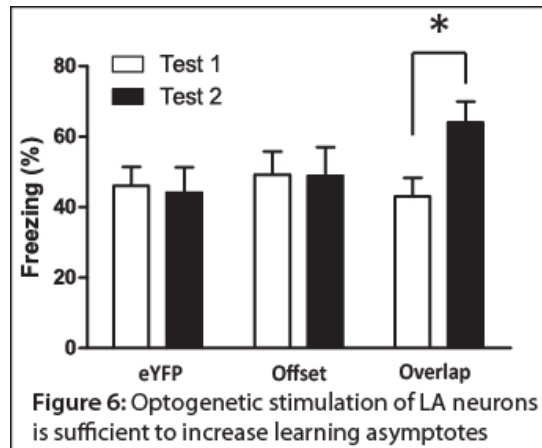 *
Test 1
Test 2
80
60
40
20
0
Freezing (%)
eYFP Offset Overlap
Figure 6: Optogenetic stimulation of LA neurons
is sufficient to increase learning asymptotes